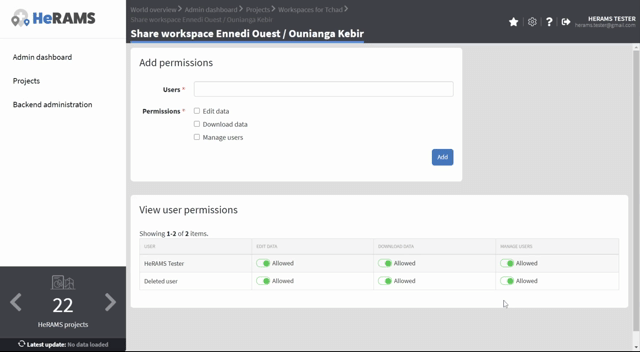 HeRAMS
World overview > Admin dashboard > Projects > Workspaces for Tchad >
Share workspace Ennedi Ouest / Ounianga Kebir
Share workspace Ennedi Ouest / Ounianga Kebir
HERAMS TESTER
herams.tester@gmail.com
Admin dashboard
Projects
Backend administration
Add permissions
Users *
Permissions *
Edit data
Download data
Manage users
Add
View user permissions
Showing 1-2 of 2 items.
USER EDIT DATA DOWNLOAD DATA MANAGE USERS
HeRAMS Tester Allowed Allowed Allowed
Deleted user Allowed Allowed Allowed
22
HeRAMS projects
Latest update: No data loaded